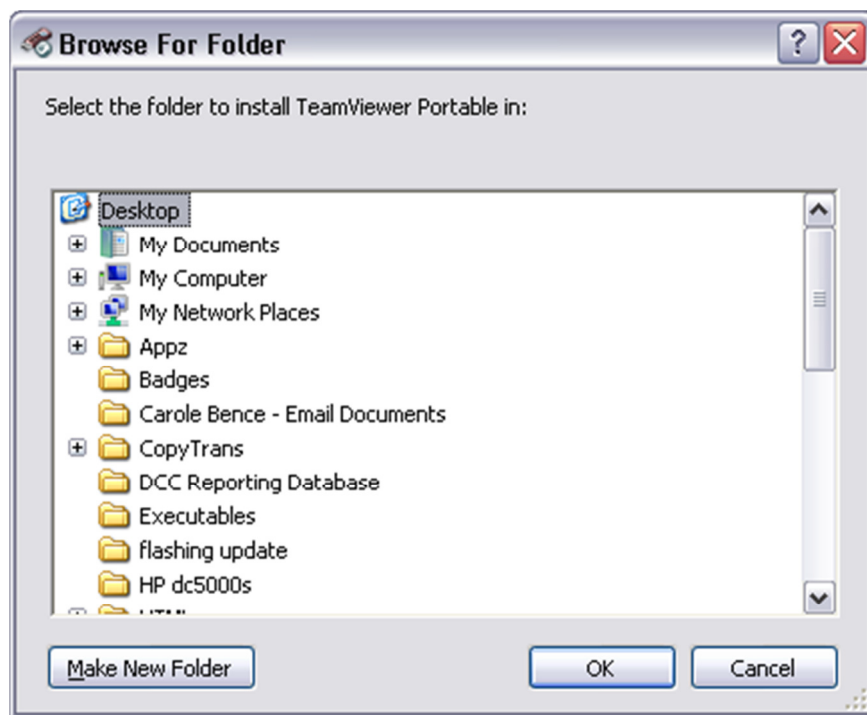 Browse For Folder
Select the folder to install TeamViewer Portable in:
Desktop
My Documents
My Computer
My Network Places
Appz
Badges
Carole Bence - Email Documents
CopyTrans
DCC Reporting Database
Executables
flashing update
HP dc5000s
Make New Folder
OK
Cancel